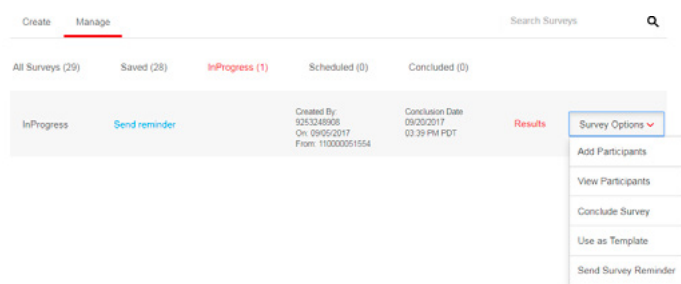 Create Manage Search Surveys
All Surveys (29) Saved (28) InProgress (1) Scheduled (0) Concluded (0)
InProgress Send reminder
Created By:
9253248908
On: 09/05/2017
From: 110000051554
Conclusion Date
09/20/2017
03:39 PM PDT
Results
Survey Options
Add Participants
View Participants
Conclude Survey
Use as Template
Send Survey Reminder